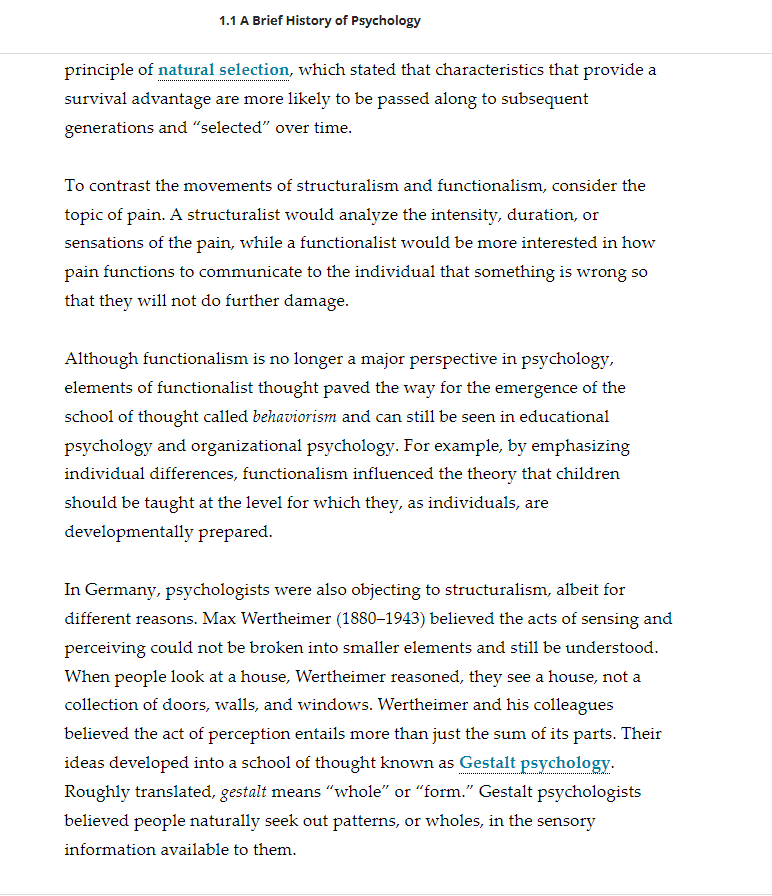 1.1 A Brief History of Psychology
principle of natural selection, which stated that characteristics that provide a
survival advantage are more likely to be passed along to subsequent
generations and “selected” over time.
To contrast the movements of structuralism and functionalism, consider the
topic of pain. A structuralist would analyze the intensity, duration, or
sensations of the pain, while a functionalist would be more interested in how
pain functions to communicate to the individual that something is wrong so
that they will not do further damage.
Although functionalism is no longer a major perspective in psychology,
elements of functionalist thought paved the way for the emergence of the
school of thought called behaviorism and can still be seen in educational
psychology and organizational psychology. For example, by emphasizing
individual differences, functionalism influenced the theory that children
should be taught at the level for which they, as individuals, are
developmentally prepared.
In Germany, psychologists were also objecting to structuralism, albeit for
different reasons. Max Wertheimer (1880–1943) believed the acts of sensing and
perceiving could not be broken into smaller elements and still be understood.
When people look at a house, Wertheimer reasoned, they see a house, not a
collection of doors, walls, and windows. Wertheimer and his colleagues
believed the act of perception entails more than just the sum of its parts. Their
ideas developed into a school of thought known as Gestalt psychology.
Roughly translated, gestalt means “whole” or “form.” Gestalt psychologists
believed people naturally seek out patterns, or wholes, in the sensory
information available to them.